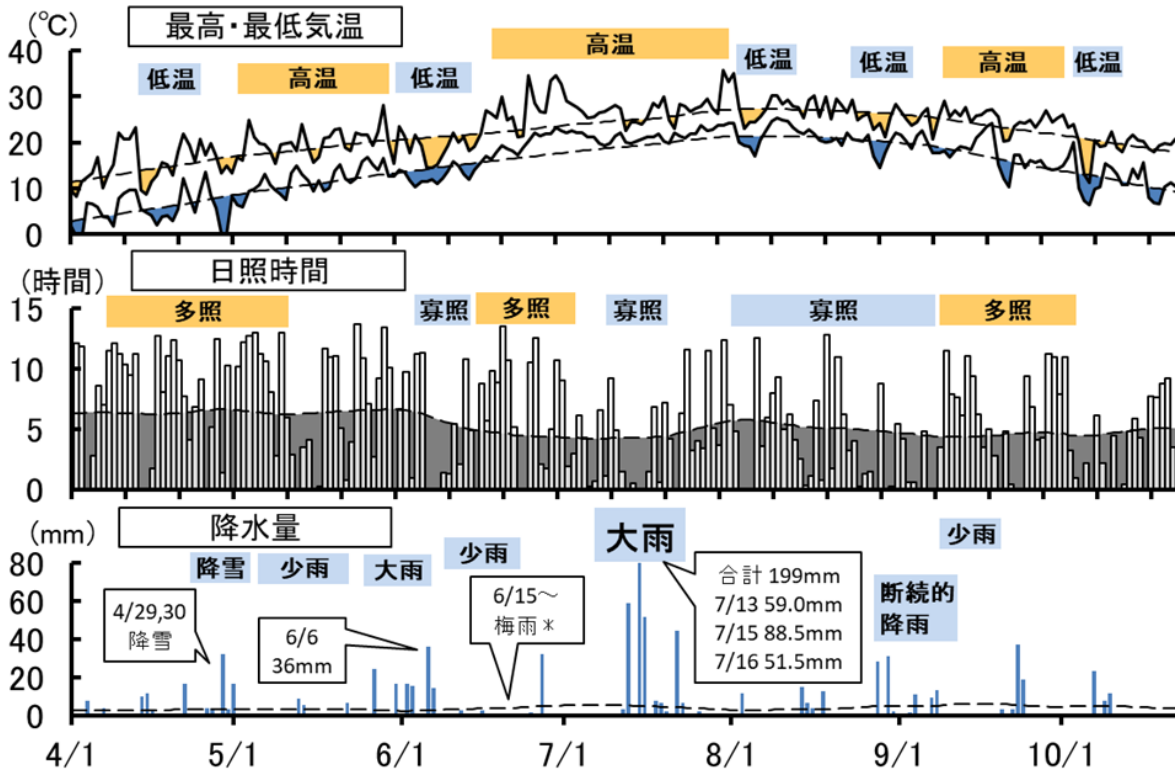 (℃)
最高･最低気温
40
30
20
10
0
低温
高温
低温
高温
低温
低温
高温
低温
(時間)
日照時間
15
10
5
0
多照
寡照
多照
寡照
寡照
多照
(mm)
降水量
80
60
40
20
0
降雪
少雨
大雨
少雨
大雨
断続的
降雨
少雨
4/29,30
降雪
6/6
36mm
6/15～
梅雨＊
合計 199mm
7/13 59.0mm
7/15 88.5mm
7/16 51.5mm
4/1
5/1
6/1
7/1
8/1
9/1
10/1